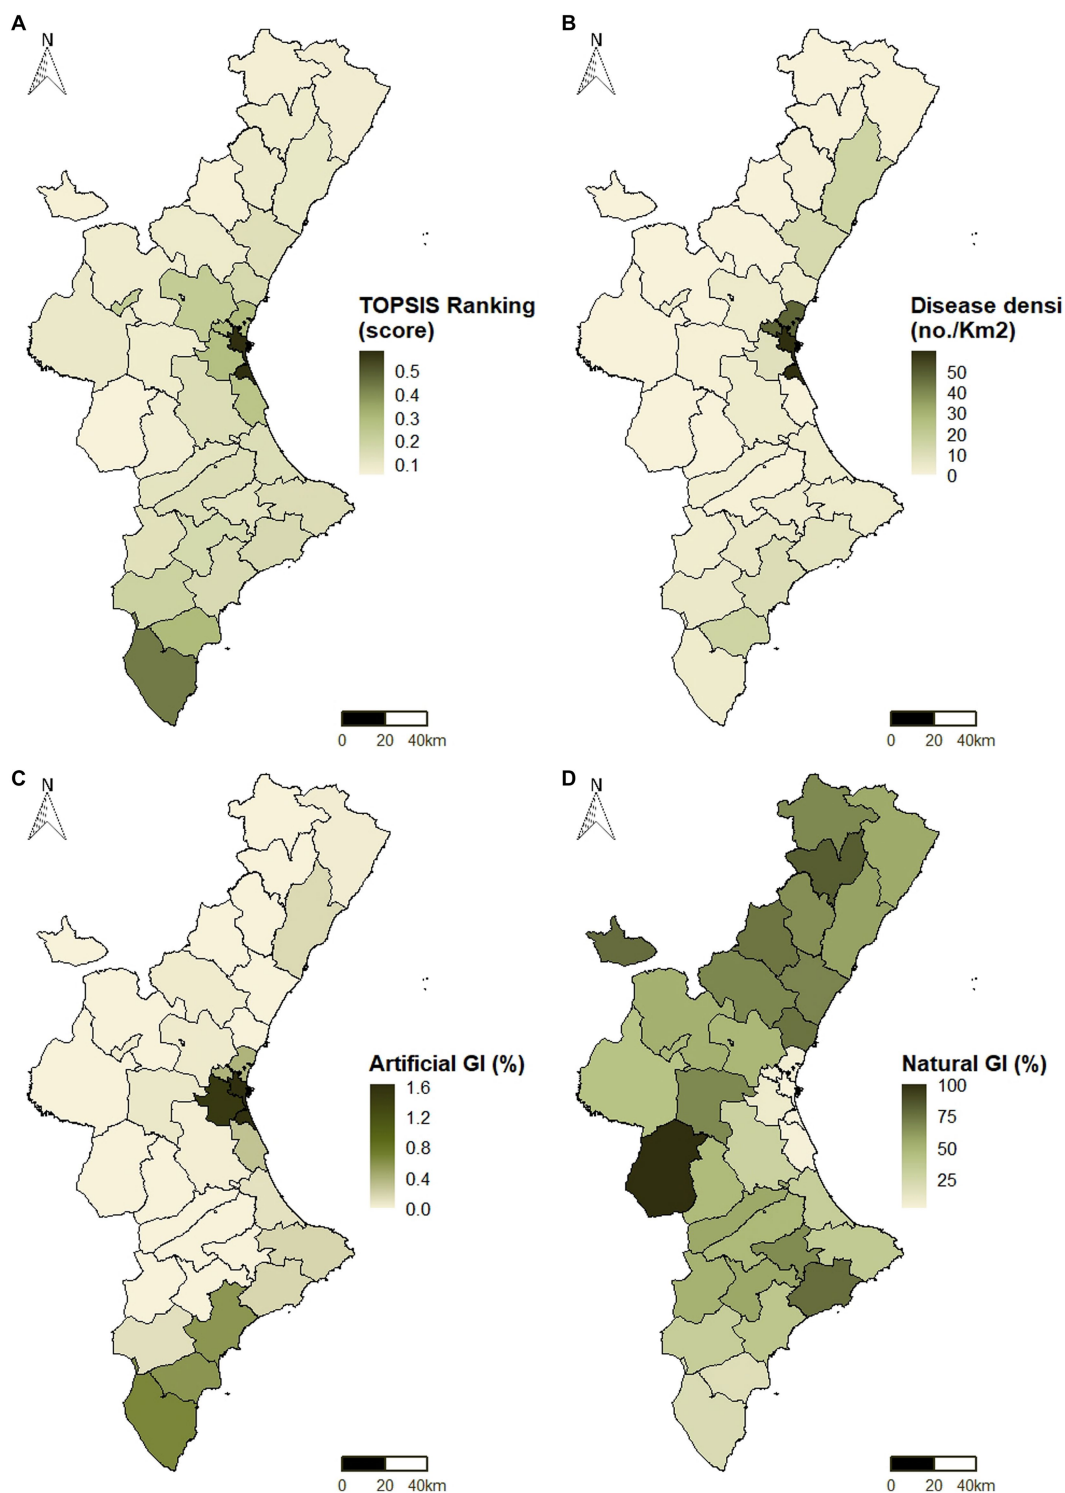 A
N
TOPSIS Ranking
(score)
0.5
0.4
0.3
0.2
0.1
0 20 40km
B
N
Disease densi
(no./Km2)
50
40
30
20
10
0
0 20 40km
C
N
Artificial GI (%)
1.6
1.2
0.8
0.4
0.0
0 20 40km
D
N
Natural GI (%)
100
75
50
25
0 20 40km